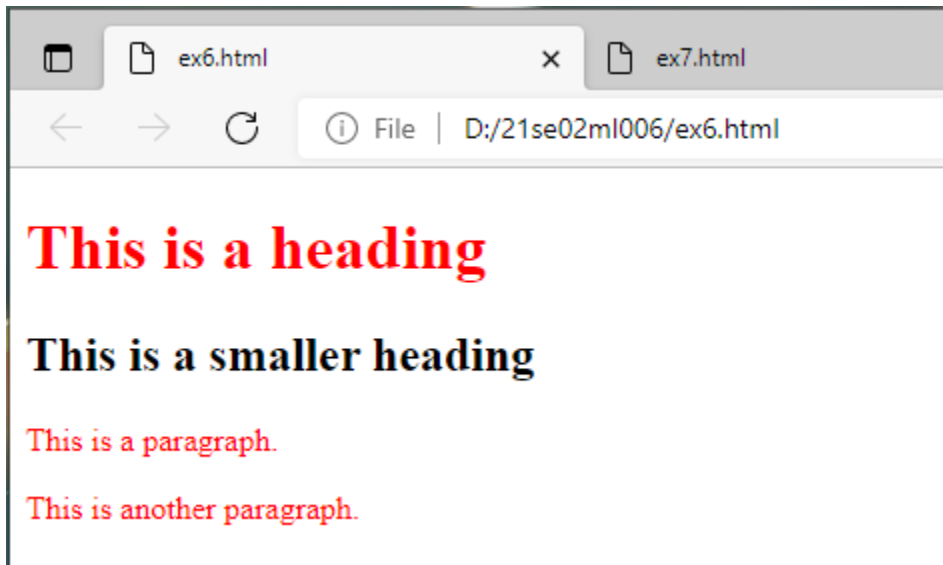 ex6.html ex7.html
File D:/21se02ml006/ex6.html
This is a heading
This is a smaller heading
This is a paragraph.
This is another paragraph.